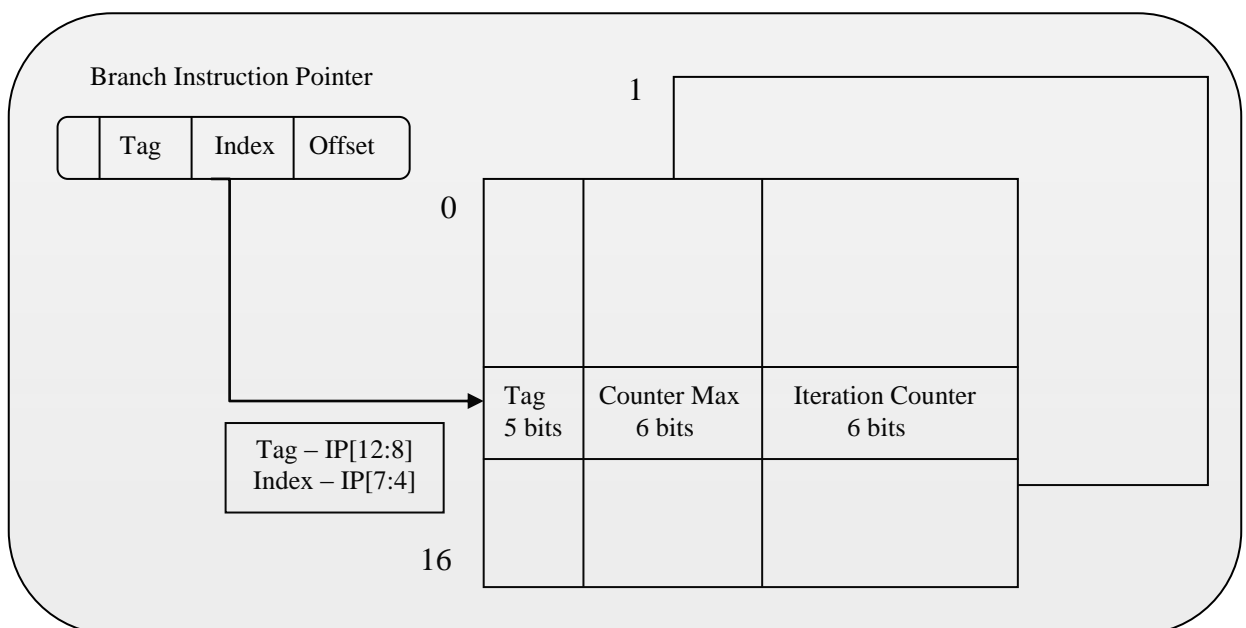 Branch Instruction Pointer
Tag Index Offset
1
0
Tag Counter Max Iteration Counter
5 bits 6 bits 6 bits
Tag – IP[12:8]
Index – IP[7:4]
16